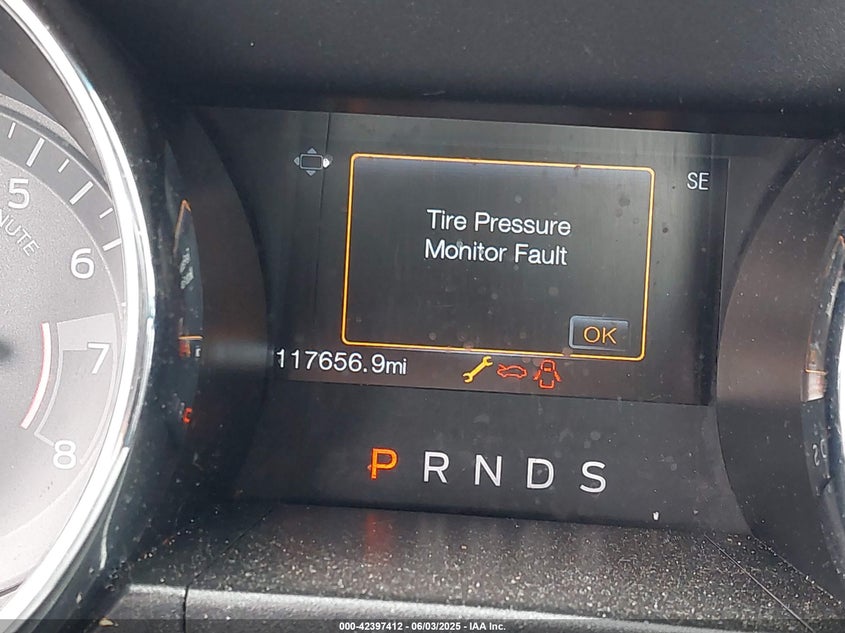 5
NUTE
6
7
8
SE
Tire Pressure
Monitor Fault
OK
117656.9mi
P R N D S
000-42397412 - 06/03/2025 - IAA Inc.